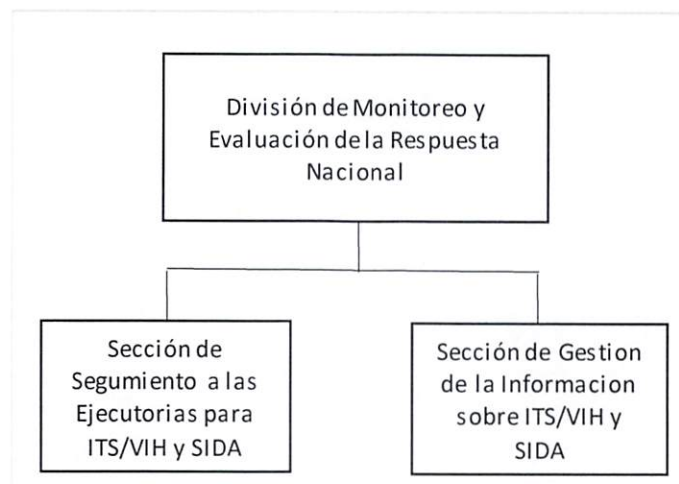 División de Monitoreo y
Evaluación de la Respuesta
Nacional
Sección de
Segumiento a las
Ejecutorias para
ITS/VIH y SIDA
Sección de Gestion
de la Informacion
sobre ITS/VIH y
SIDA